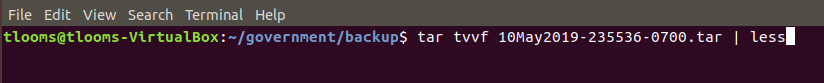 File Edit View Search Terminal Help
tlooms@tlooms-VirtualBox:~/government/backup$ tar tvvf 10May2019-235536-0700.tar | less